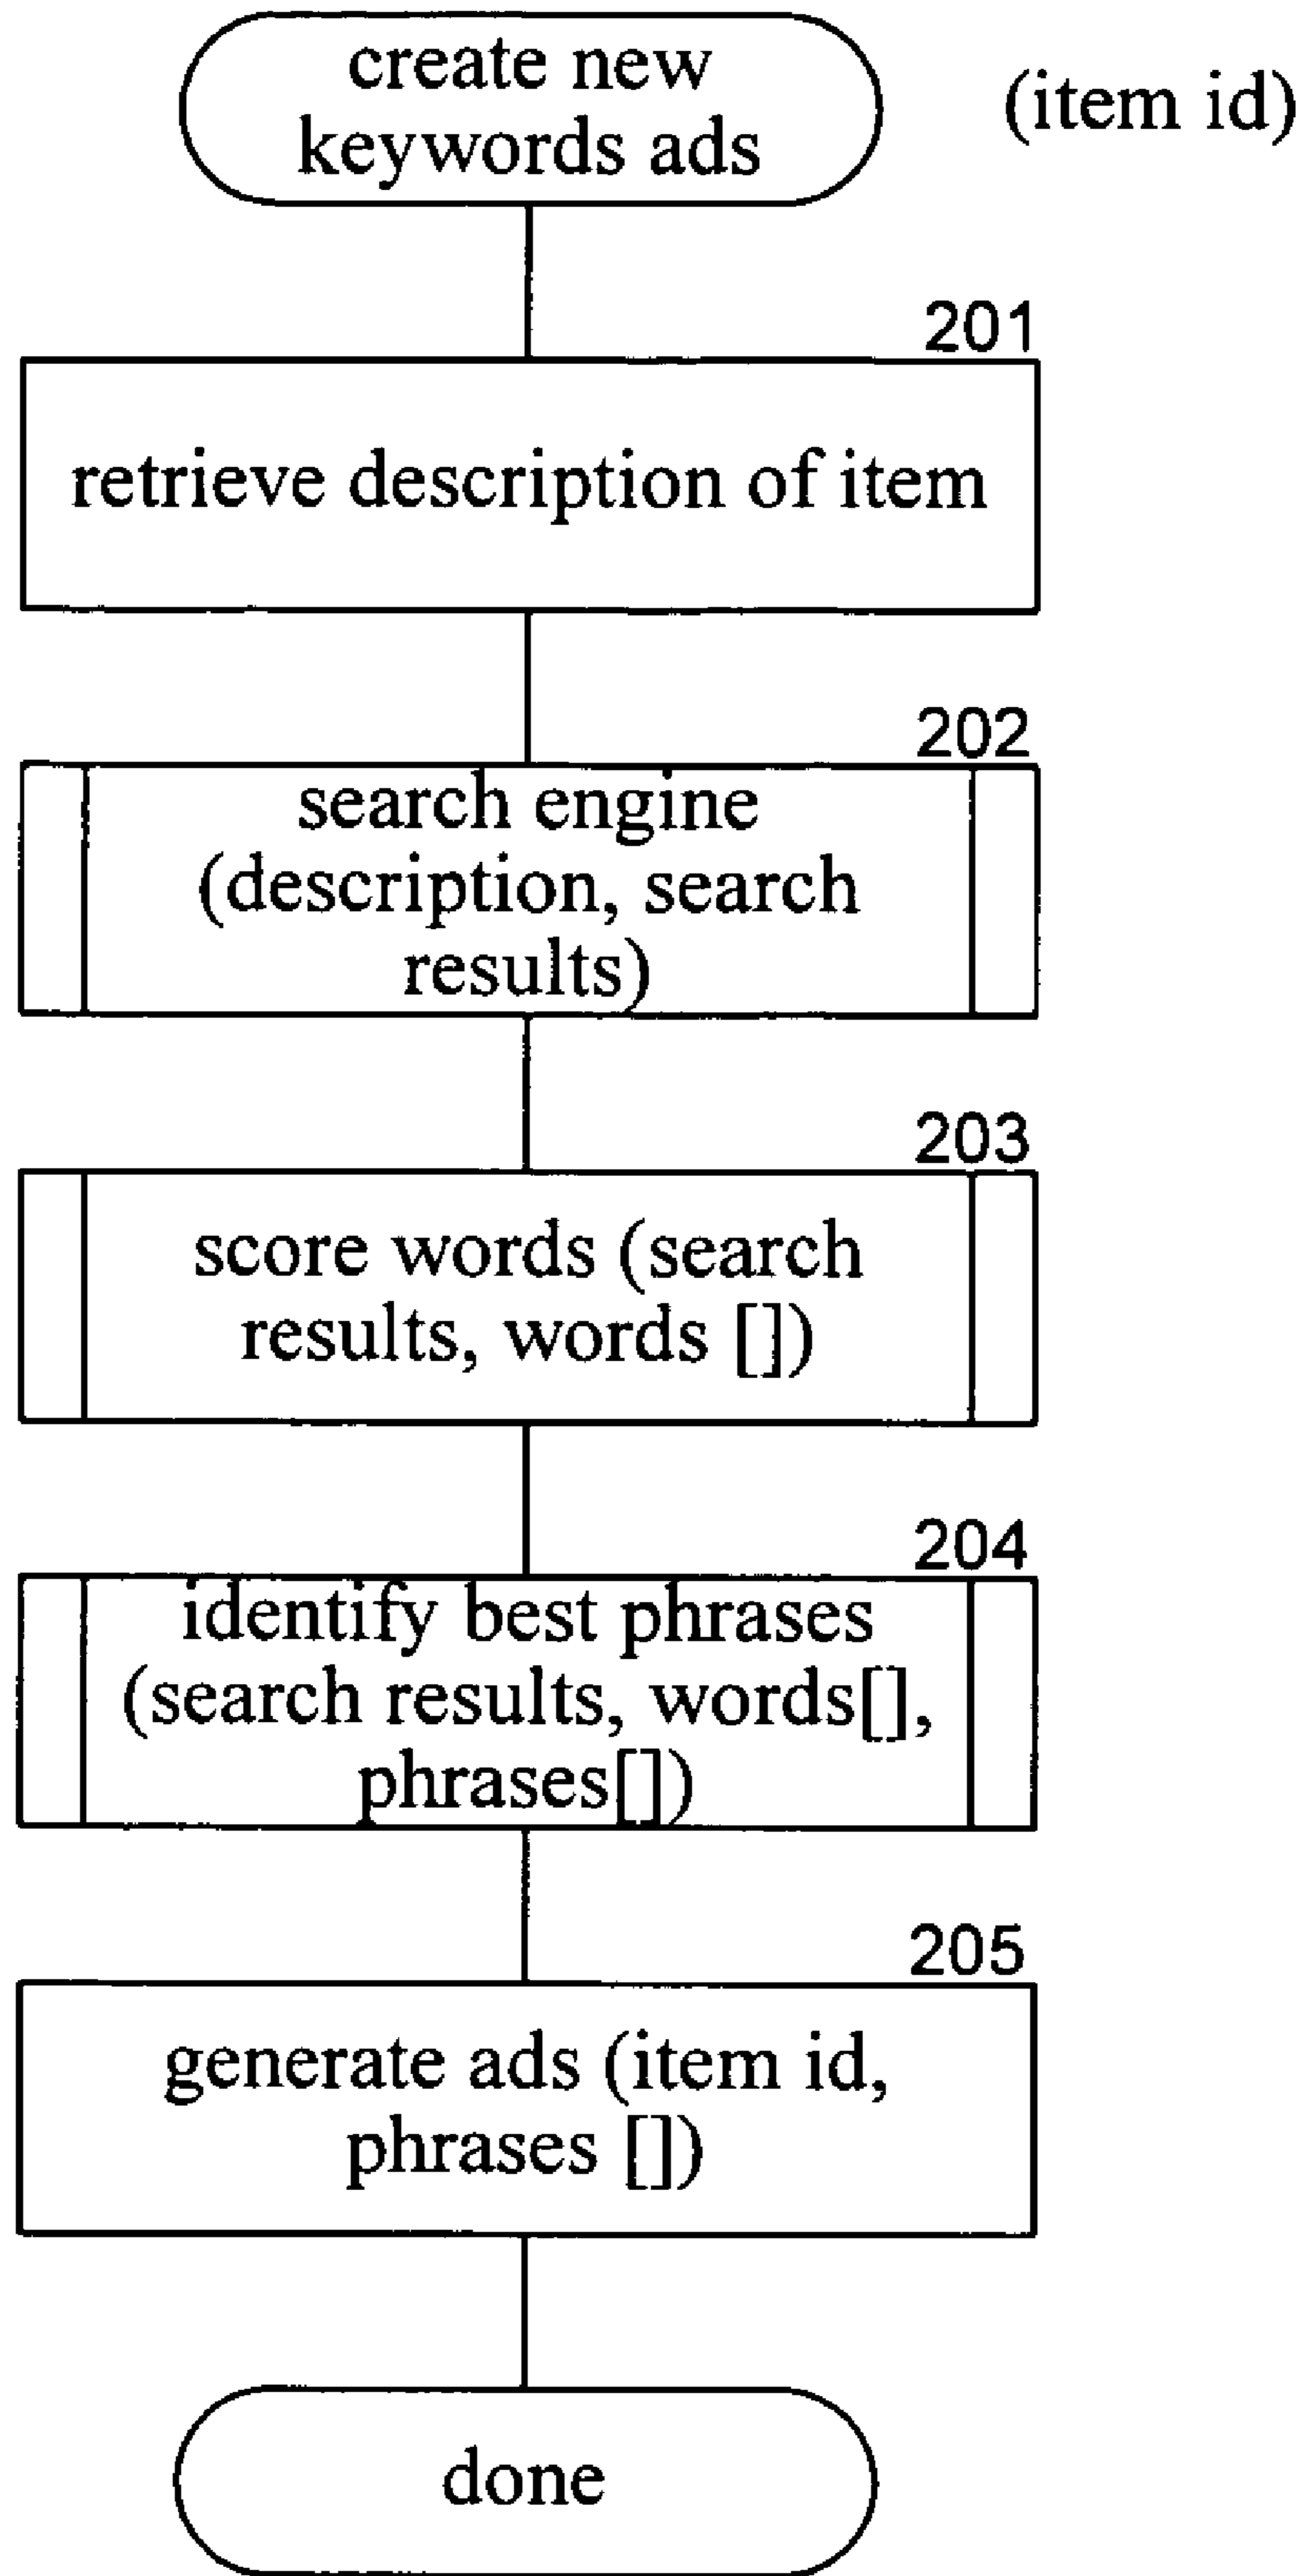 create new
keywords ads
(item id)
201
retrieve description of item
202
search engine
(description, search
results)
203
score words (search
results, words [])
204
identify best phrases
(search results, words[],
phrases[])
205
generate ads (item id,
phrases [])
done